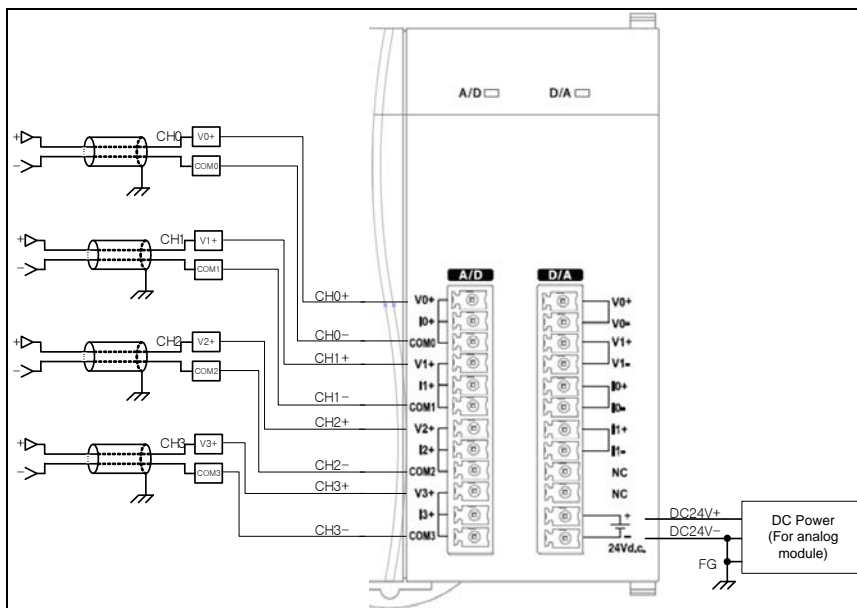 A/D D/A
+ CH0 V0+
- COM0
+ CH1 V1+
- COM1
+ CH2 V2+
- COM2
+ CH3 V3+
- COM3
CH0+
CH0-
CH1+
CH1-
CH2+
CH2-
CH3+
CH3-
A/D
V0+
I0+
COM0
V1+
I1+
COM1
V2+
I2+
COM2
V3+
I3+
COM3
D/A
V0+
V0-
V1+
V1-
I0+
I0-
I1+
I1-
NC
NC
+
-
24Vd.c.
DC24V+
DC24V-
FG
DC Power
(For analog
module)